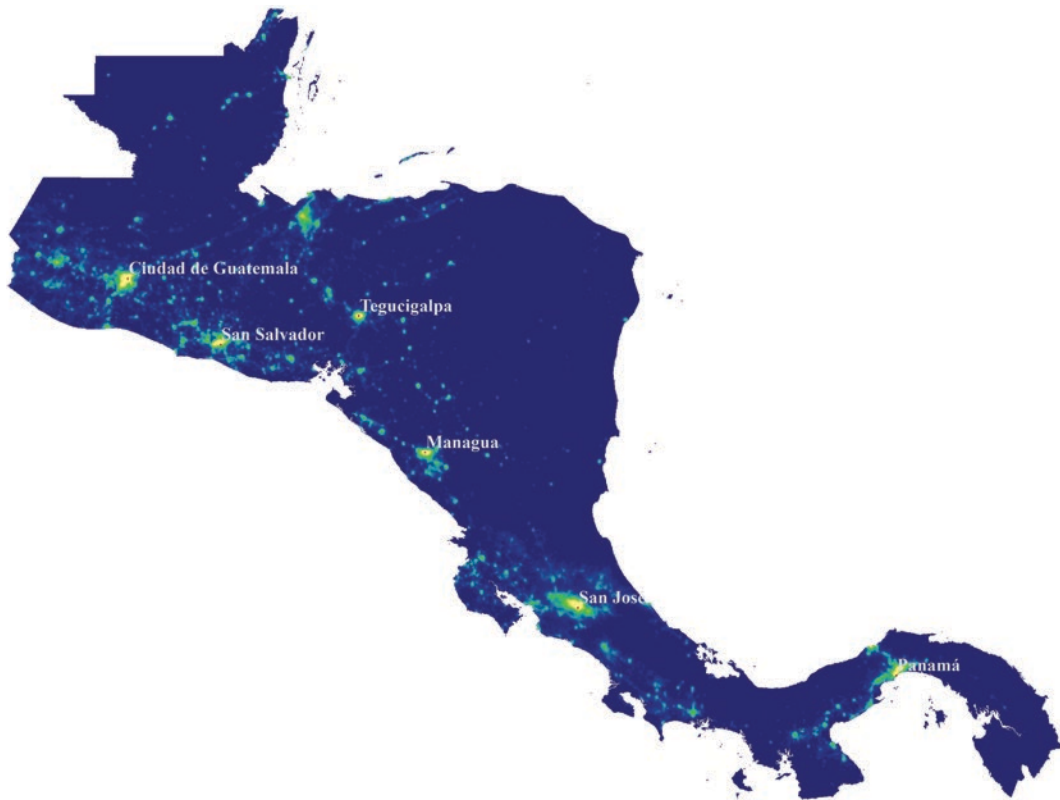 Ciudad de Guatemala
Tegucigalpa
San Salvador
Managua
San José
Panamá